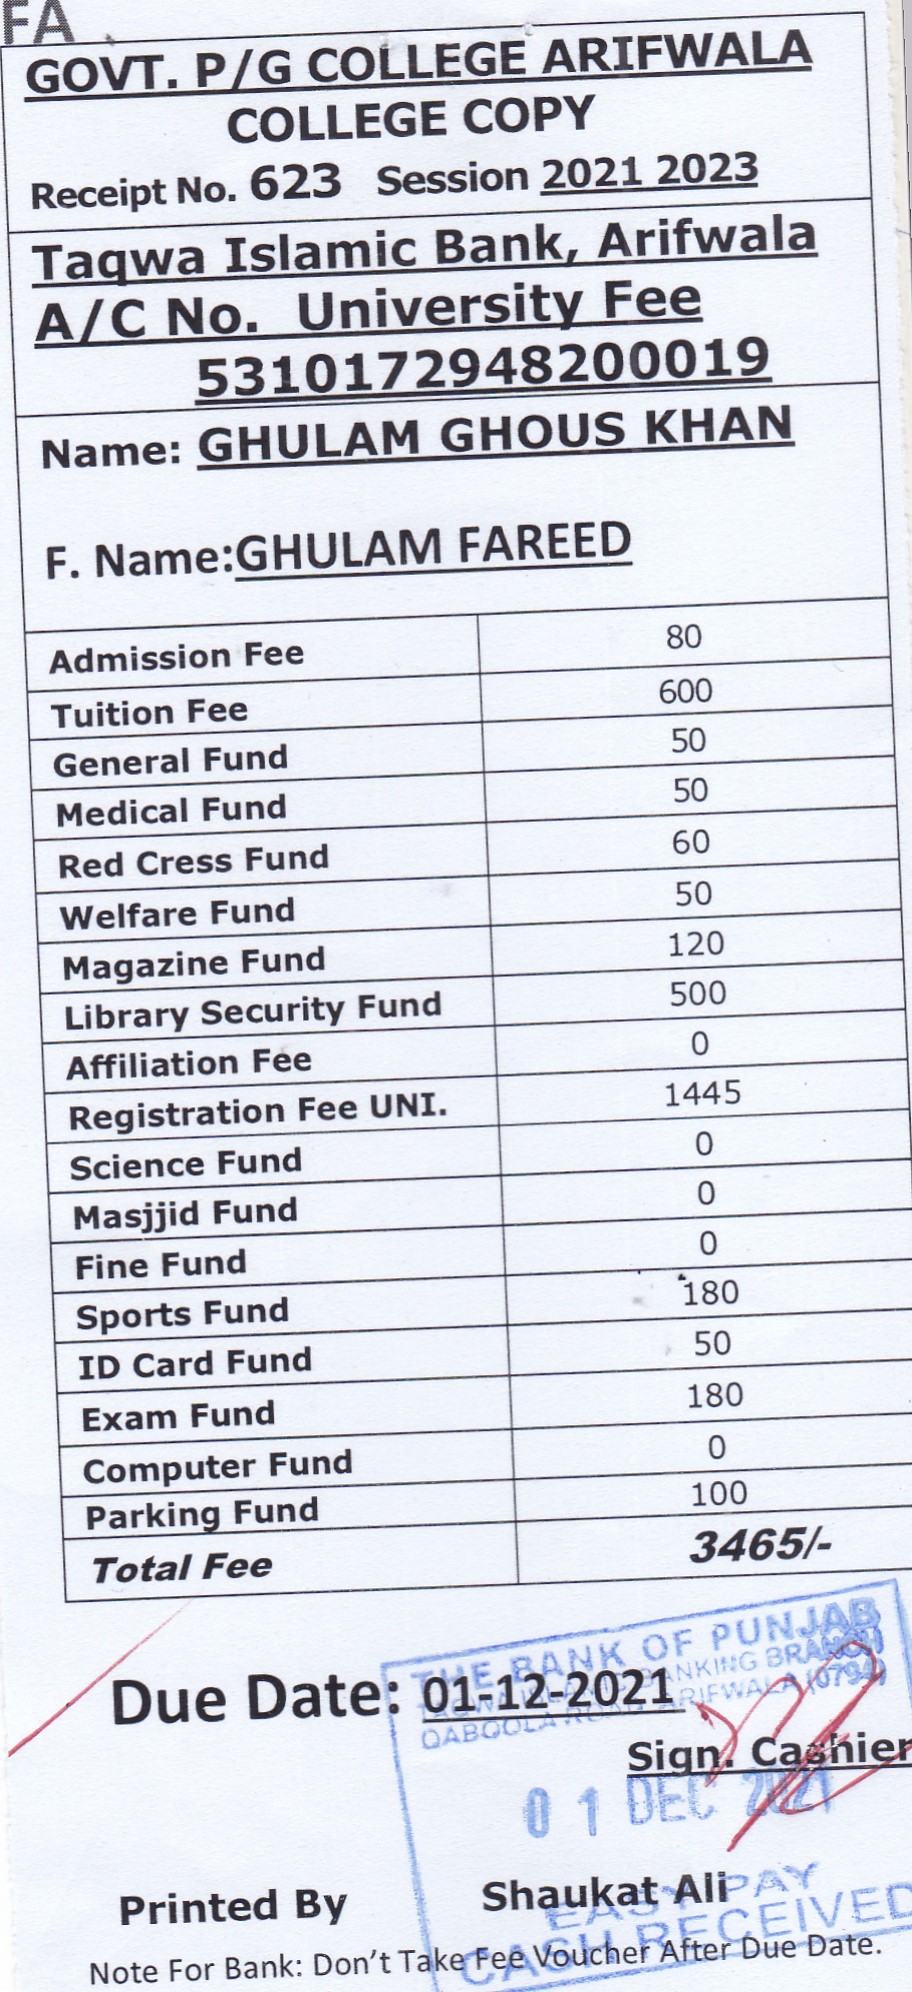 FA
GOVT. P/G COLLEGE ARIFWALA
COLLEGE COPY
Receipt No. 623 Session 2021 2023
Taqwa Islamic Bank, Arifwala
A/C No. University Fee
5310172948200019
Name: GHULAM GHOUS KHAN
F. Name:GHULAM FAREED
Admission Fee 80
Tuition Fee 600
General Fund 50
Medical Fund 50
Red Cress Fund 60
Welfare Fund 50
Magazine Fund 120
Library Security Fund 500
Affiliation Fee 0
Registration Fee UNI. 1445
Science Fund 0
Masjjid Fund 0
Fine Fund 0
Sports Fund 180
ID Card Fund 50
Exam Fund 180
Computer Fund 0
Parking Fund 100
Total Fee 3465/-
THE BANK OF PUNJAB
TAQWA ISLAMIC BANKING BRANCH
QABOOLA ROAD ARIFWALA (0794)
Due Date: 01-12-2021
Sign. Cashier
01 DEC 2021
Printed By Shaukat Ali
EASY PAY
CASH RECEIVED
Note For Bank: Don't Take Fee Voucher After Due Date.